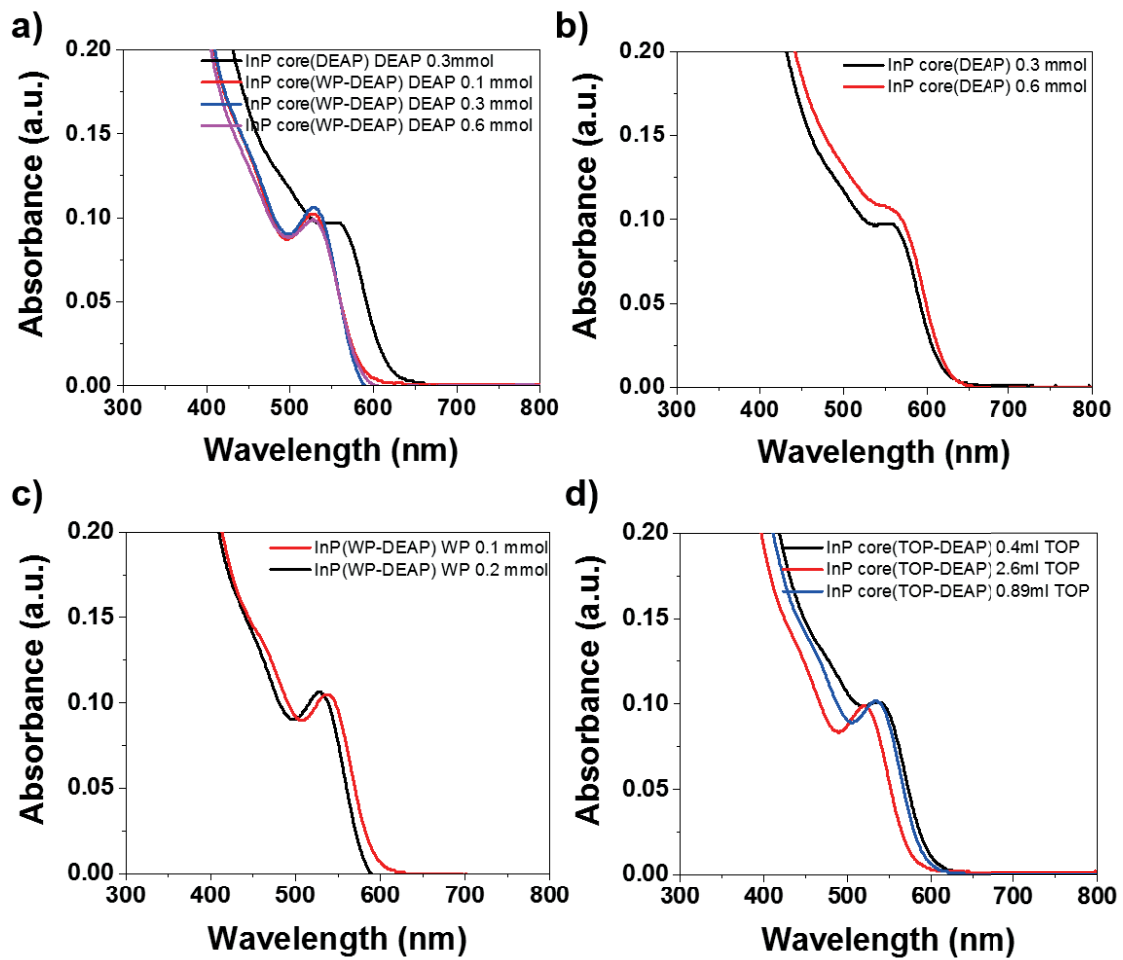 a)
0.20
0.15
0.10
0.05
0.00
Absorbance (a.u.)
InP core(DEAP) DEAP 0.3mmol
InP core(WP-DEAP) DEAP 0.1 mmol
InP core(WP-DEAP) DEAP 0.3 mmol
InP core(WP-DEAP) DEAP 0.6 mmol
300 400 500 600 700 800
Wavelength (nm)
b)
0.20
0.15
0.10
0.05
0.00
Absorbance (a.u.)
InP core(DEAP) 0.3 mmol
InP core(DEAP) 0.6 mmol
300 400 500 600 700 800
Wavelength (nm)
c)
0.20
0.15
0.10
0.05
0.00
Absorbance (a.u.)
InP(WP-DEAP) WP 0.1 mmol
InP(WP-DEAP) WP 0.2 mmol
300 400 500 600 700 800
Wavelength (nm)
d)
0.20
0.15
0.10
0.05
0.00
Absorbance (a.u.)
InP core(TOP-DEAP) 0.4ml TOP
InP core(TOP-DEAP) 2.6ml TOP
InP core(TOP-DEAP) 0.89ml TOP
300 400 500 600 700 800
Wavelength (nm)